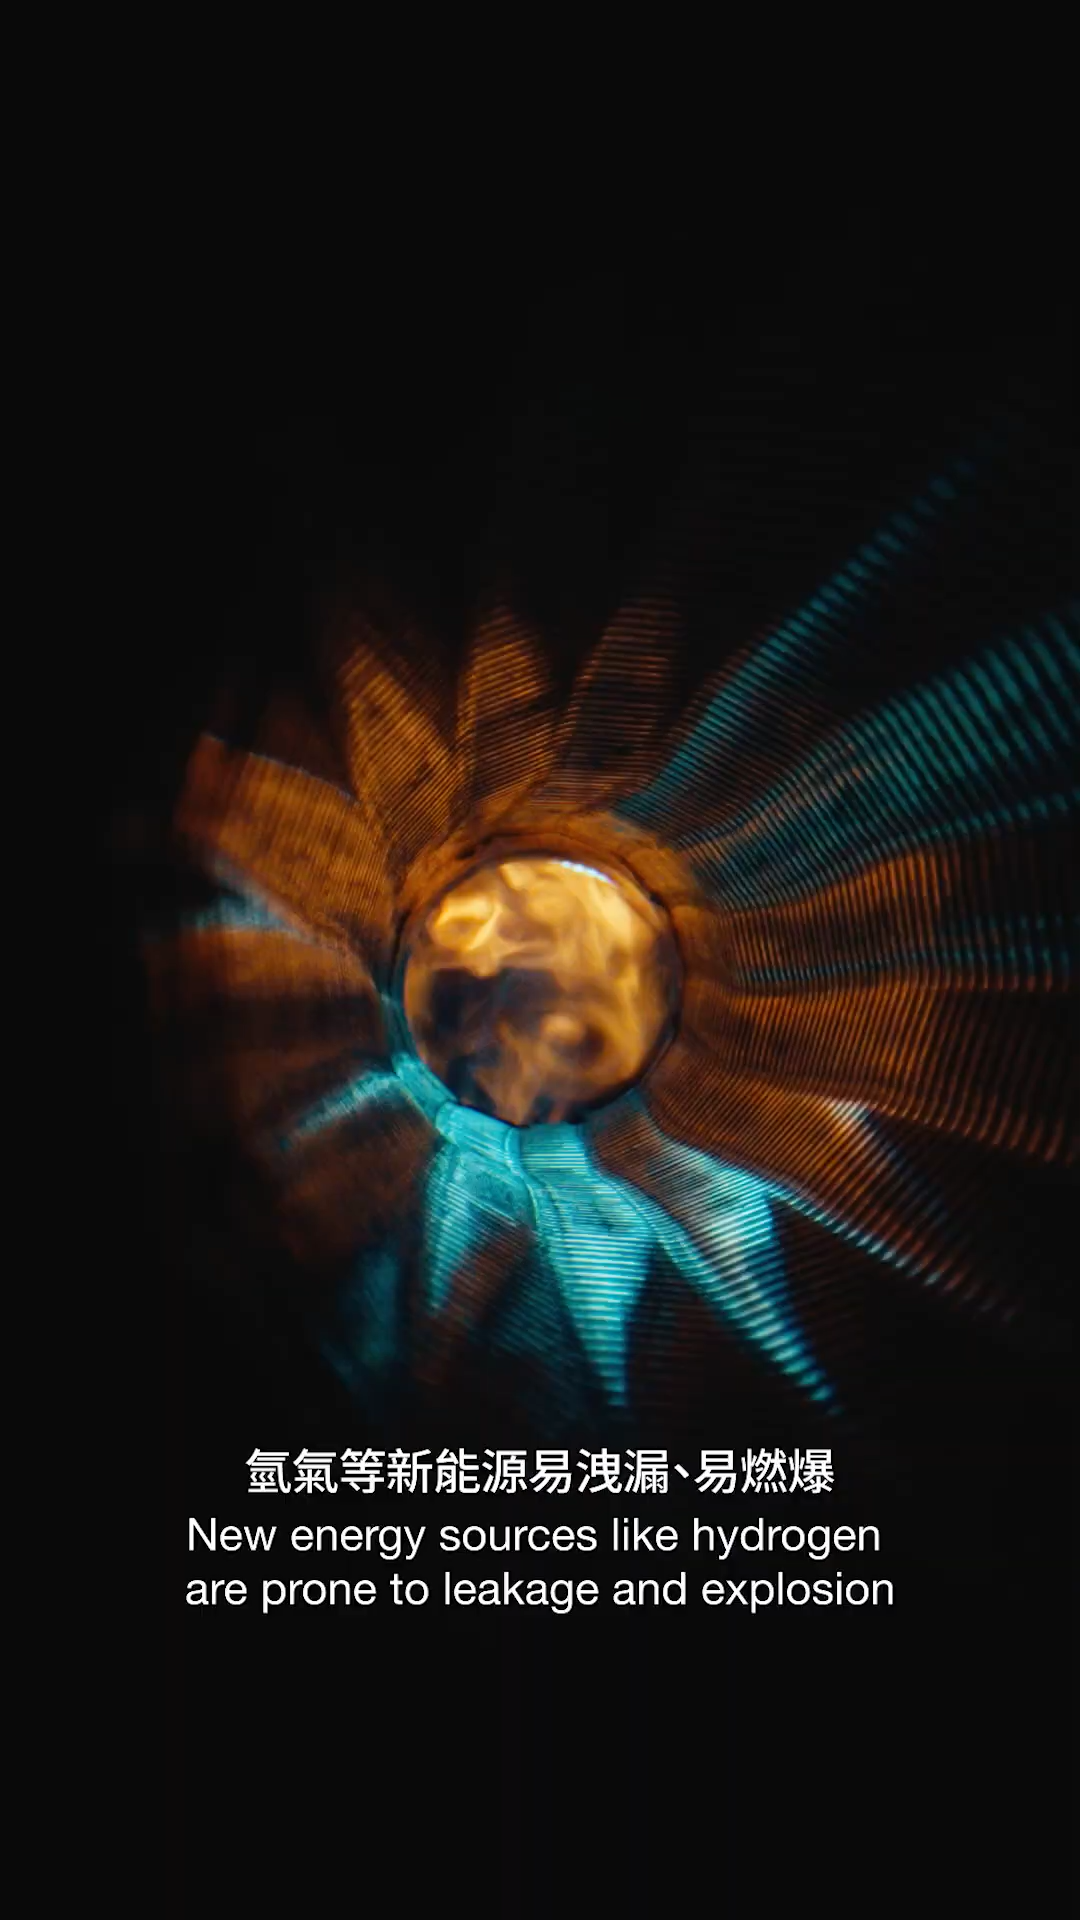 氫氣等新能源易洩漏、易燃爆
New energy sources like hydrogen
are prone to leakage and explosion